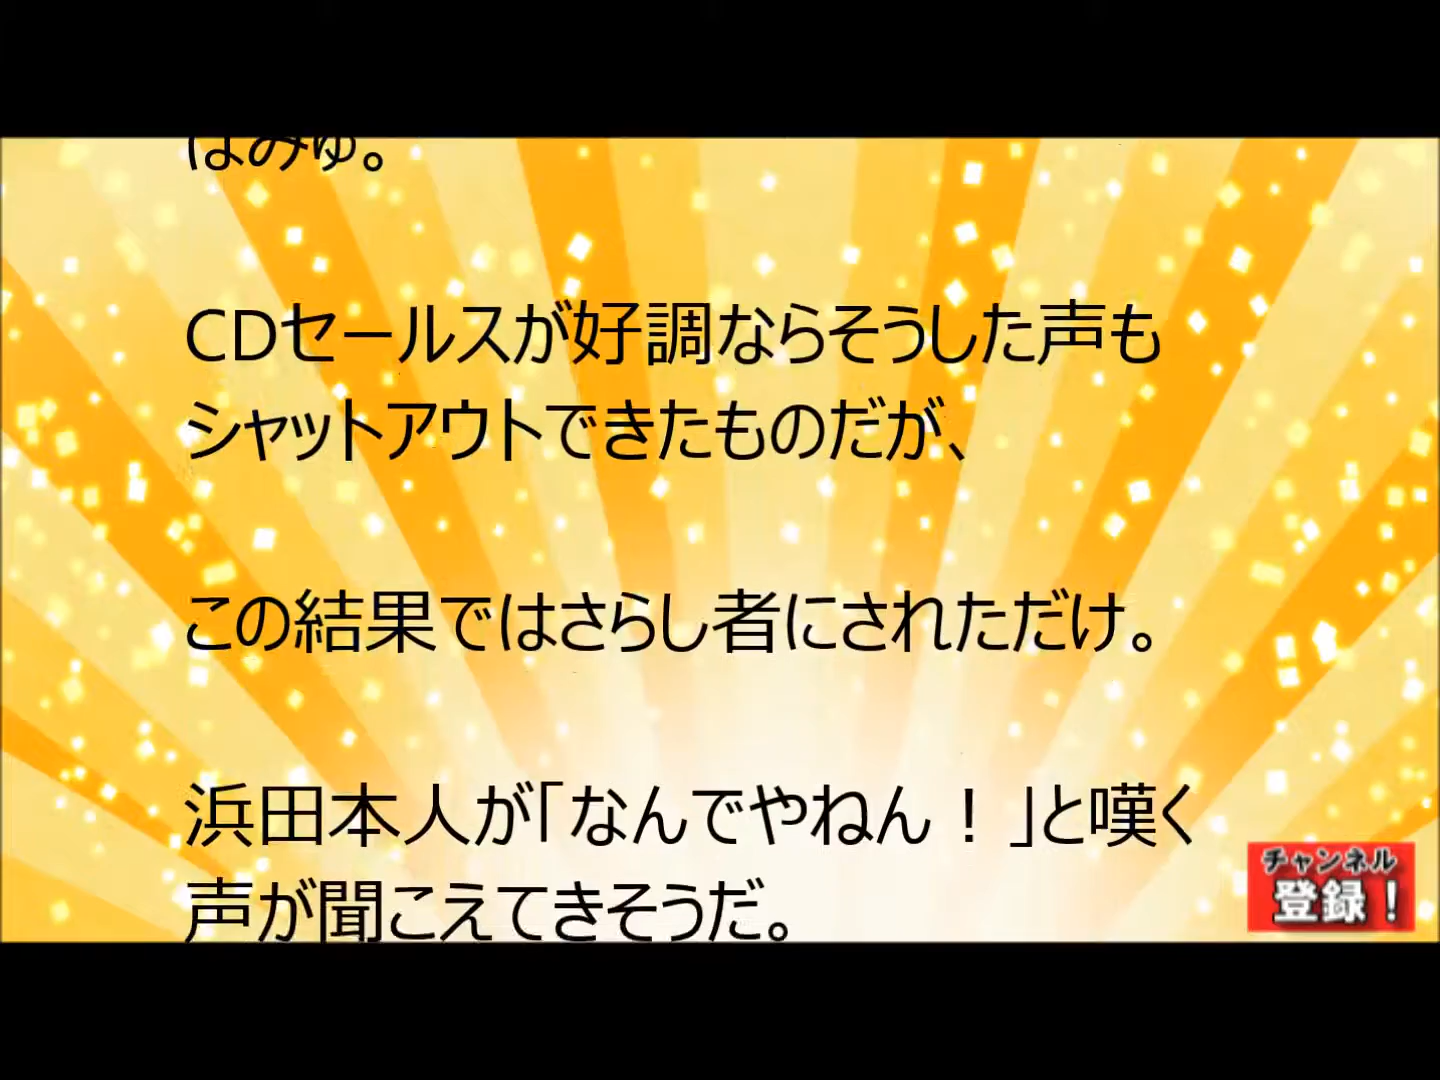 ぱみゅ。
CDセールスが好調ならそうした声も
シャットアウトできたものだが、
この結果ではさらし者にされただけ。
浜田本人が「なんでやねん！」と嘆く
声が聞こえてきそうだ。
チャンネル
登録！